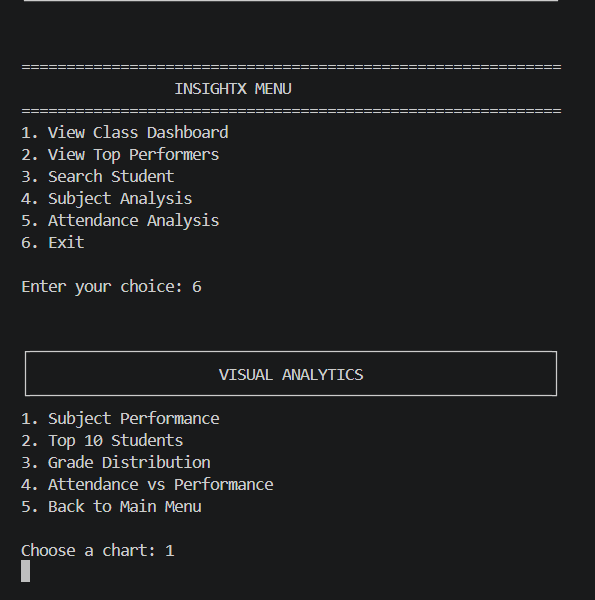 ============================================================
INSIGHTX MENU
============================================================
1. View Class Dashboard
2. View Top Performers
3. Search Student
4. Subject Analysis
5. Attendance Analysis
6. Exit
Enter your choice: 6
VISUAL ANALYTICS
1. Subject Performance
2. Top 10 Students
3. Grade Distribution
4. Attendance vs Performance
5. Back to Main Menu
Choose a chart: 1